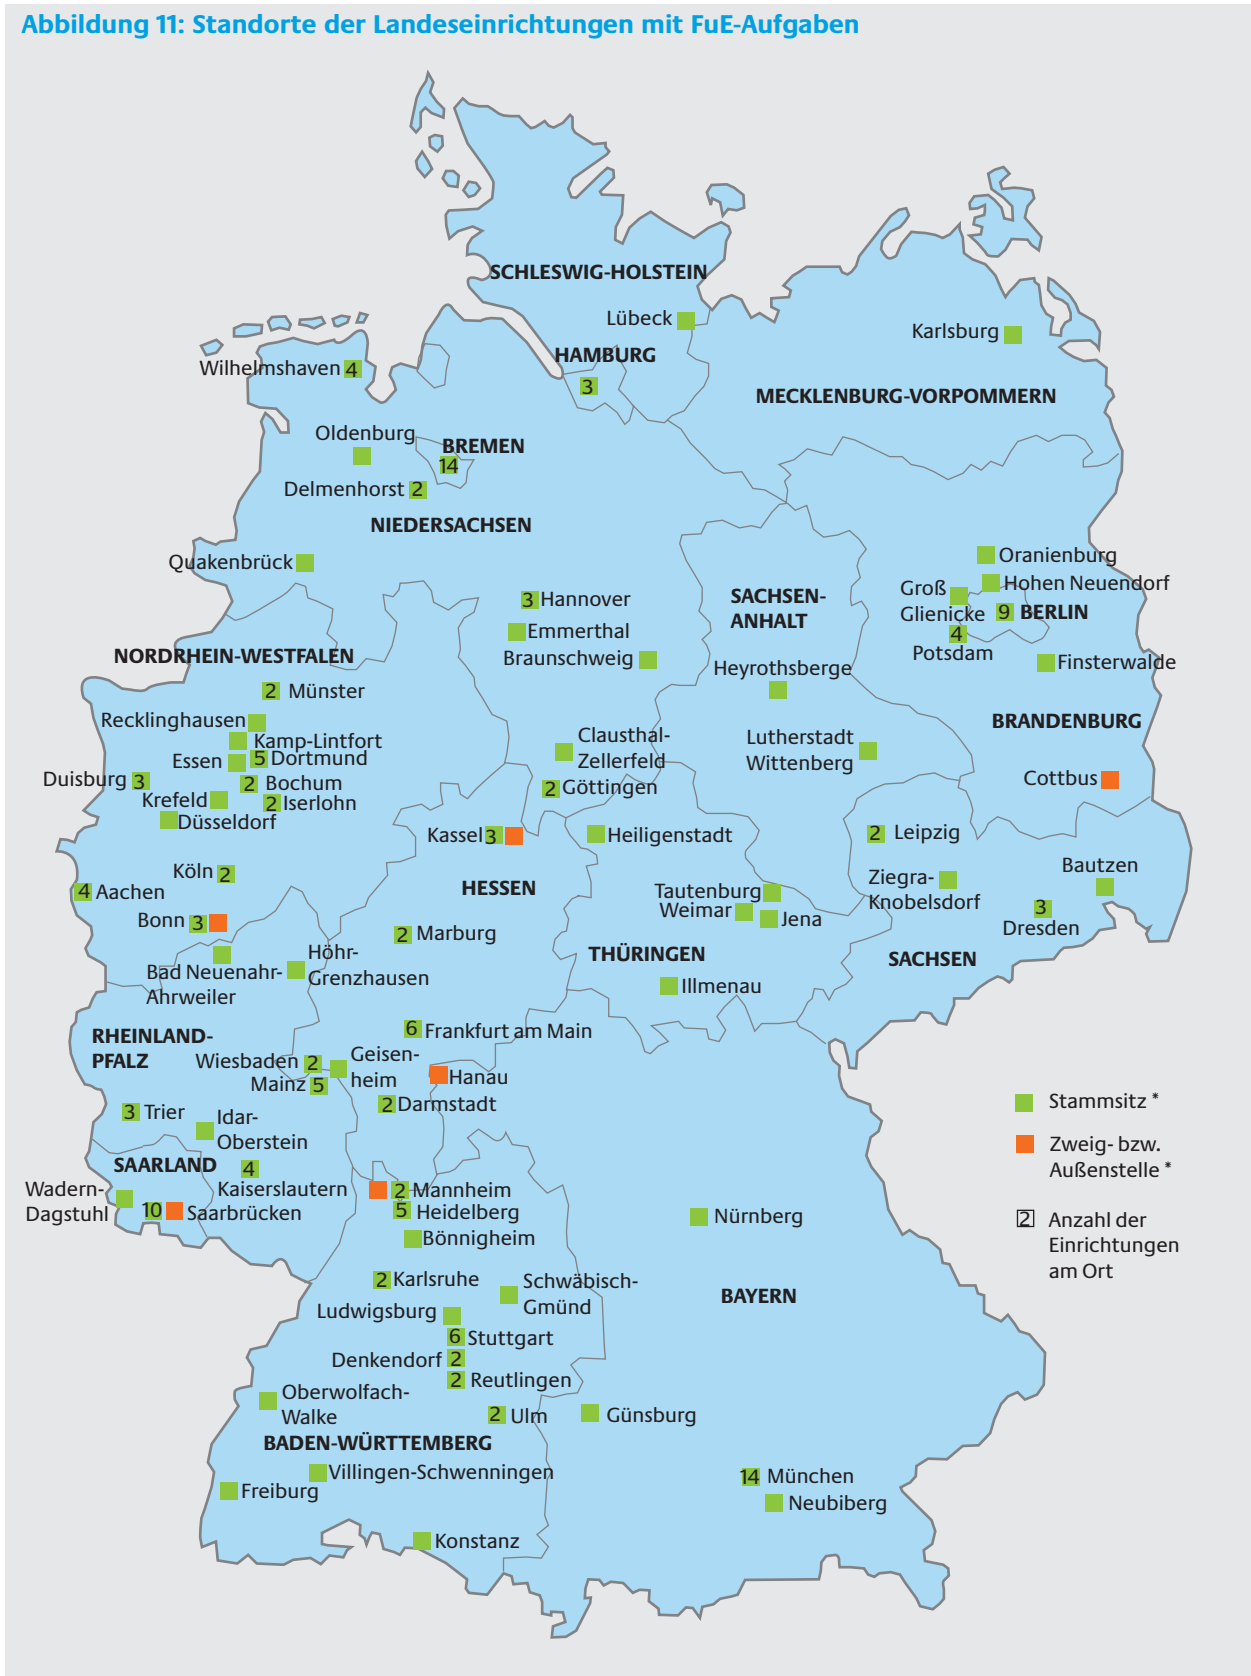 Abbildung 11: Standorte der Landeseinrichtungen mit FuE-Aufgaben
SCHLESWIG-HOLSTEIN
Lübeck
Karlsburg
HAMBURG
3
Wilhelmshaven 4
MECKLENBURG-VORPOMMERN
Oldenburg
BREMEN
14
Delmenhorst 2
NIEDERSACHSEN
Quakenbrück
Oranienburg
Hohen Neuendorf
Groß
Glienicke
9 BERLIN
4
Potsdam
Finsterwalde
3 Hannover
Emmerthal
Braunschweig
SACHSEN-
ANHALT
Heyrothsberge
NORDRHEIN-WESTFALEN
2 Münster
Recklinghausen
Kamp-Lintfort
Essen
5 Dortmund
Duisburg 3
2 Bochum
Krefeld
2 Iserlohn
Düsseldorf
Clausthal-
Zellerfeld
2 Göttingen
Lutherstadt
Wittenberg
BRANDENBURG
Cottbus
Kassel 3
Heiligenstadt
2 Leipzig
Bautzen
Köln 2
4 Aachen
HESSEN
Tautenburg
Weimar
Jena
Ziegra-
Knobelsdorf
3
Dresden
Bonn 3
2 Marburg
THÜRINGEN
SACHSEN
Bad Neuenahr-
Ahrweiler
Höhr-
Grenzhausen
Illmenau
RHEINLAND-
PFALZ
6 Frankfurt am Main
Wiesbaden 2
Geisen-
heim
Mainz 5
Hanau
2 Darmstadt
3 Trier
Idar-
Oberstein
SAARLAND
4
Kaiserslautern
Wadern-
Dagstuhl
10 Saarbrücken
2 Mannheim
5 Heidelberg
Bönnigheim
Nürnberg
2 Karlsruhe
Schwäbisch-
Gmünd
BAYERN
Ludwigsburg
6 Stuttgart
Denkendorf 2
2 Reutlingen
Oberwolfach-
Walke
2 Ulm
Günsburg
BADEN-WÜRTTEMBERG
Villingen-Schwenningen
Freiburg
14 München
Neubiberg
Konstanz
Stammsitz *
Zweig- bzw.
Außenstelle *
2 Anzahl der
Einrichtungen
am Ort